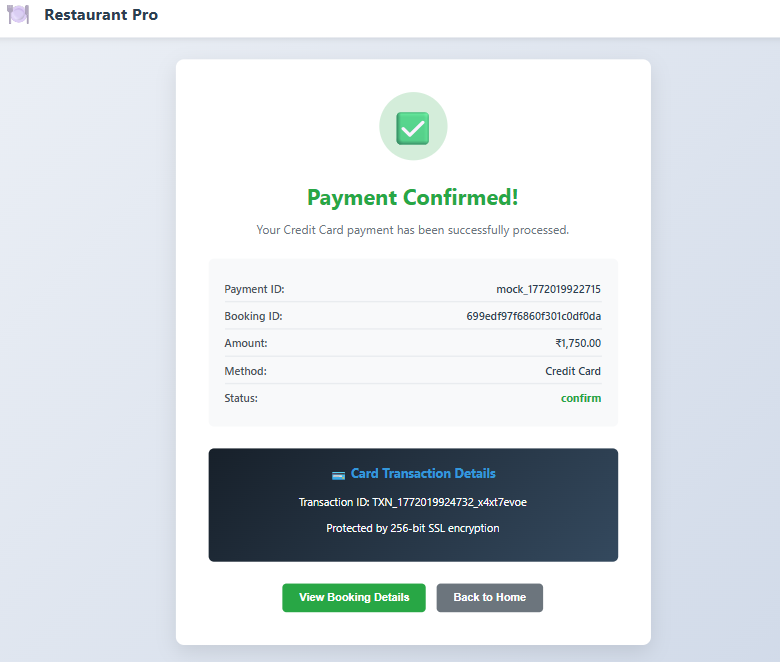 Restaurant Pro
Payment Confirmed!
Your Credit Card payment has been successfully processed.
Payment ID: mock_1772019922715
Booking ID: 699edf97f6860f301c0df0da
Amount: ₹1,750.00
Method: Credit Card
Status: confirm
Card Transaction Details
Transaction ID: TXN_1772019924732_x4xt7evoe
Protected by 256-bit SSL encryption
View Booking Details Back to Home